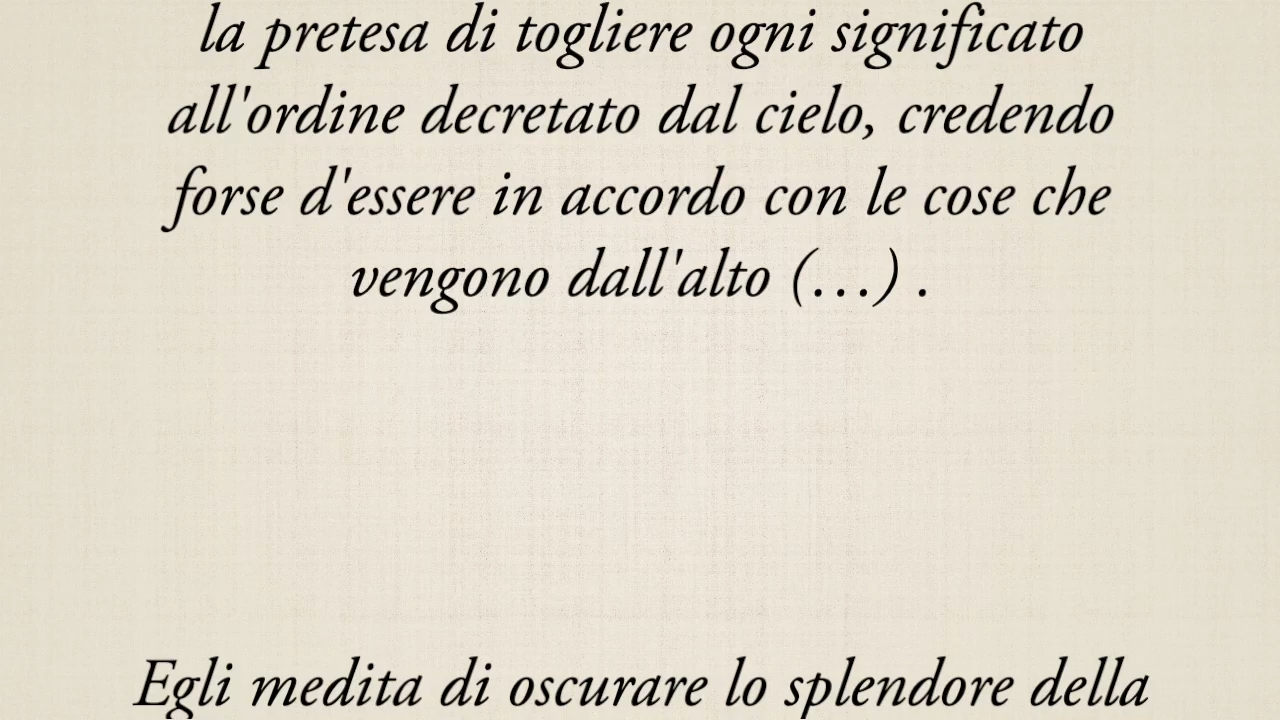 la pretesa di togliere ogni significato
all'ordine decretato dal cielo, credendo
forse d'essere in accordo con le cose che
vengono dall'alto (…) .
Egli medita di oscurare lo splendore della